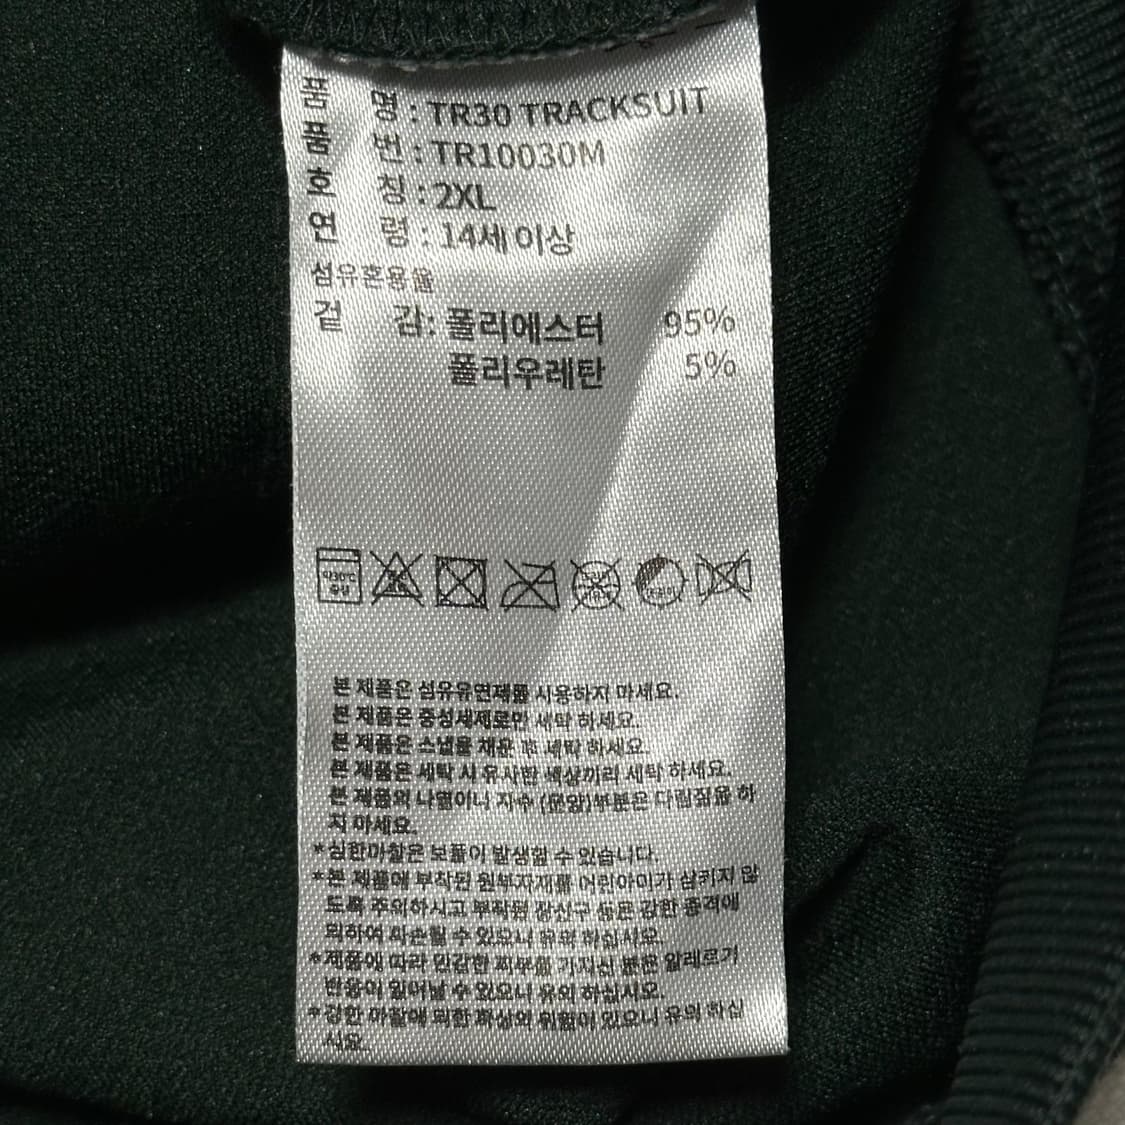 품 명 : TR30 TRACKSUIT
품 번 : TR10030M
호 칭 : 2XL
연 령 : 14세 이상
섬유혼용율
겉 감: 폴리에스터 95%
폴리우레탄 5%
약30℃
중성
본 제품은 섬유유연제를 사용하지 마세요.
본 제품은 중성세제로만 세탁 하세요.
본 제품은 스냅을 채운 후 세탁 하세요.
본 제품은 세탁 시 유사한 색상끼리 세탁 하세요.
본 제품의 나염이나 자수 (문양)부분은 다림질을 하
지 마세요.
*심한마찰은 보풀이 발생할 수 있습니다.
*본 제품에 부착된 원부자재를 어린아이가 삼키지 않
도록 주의하시고 부착된 장신구 등은 강한 충격에
의하여 파손될 수 있으니 유의 하십시오.
*제품에 따라 민감한 피부를 가지신 분은 알레르기
반응이 일어날 수 있으니 유의 하십시오.
*강한 마찰에 의한 화상의 위험이 있으니 유의 하십
시오.